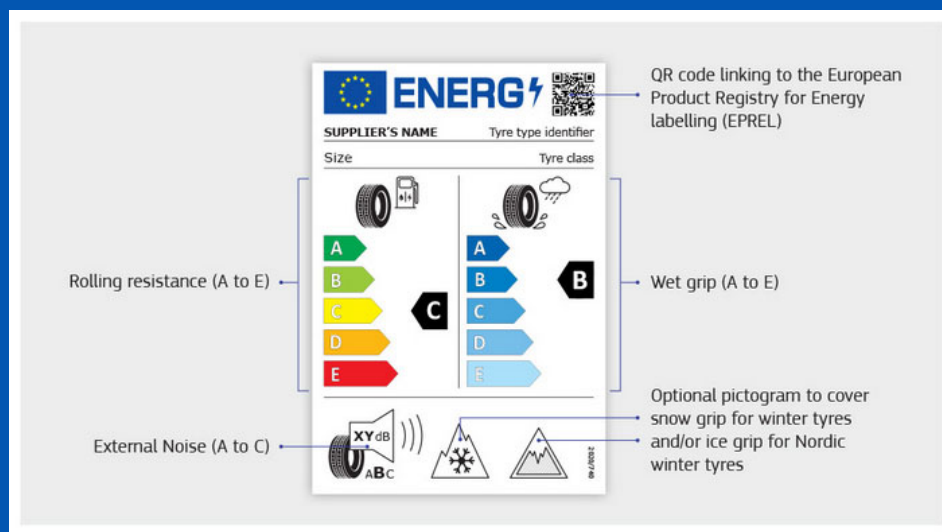 ENERG
QR code linking to the European
Product Registry for Energy
labelling (EPREL)
SUPPLIER'S NAME Tyre type identifier
Size Tyre class
Rolling resistance (A to E)
A
B
C
D
E
C
A
B
C
D
E
B
Wet grip (A to E)
External Noise (A to C)
XY dB
ABC
2020/740
Optional pictogram to cover
snow grip for winter tyres
and/or ice grip for Nordic
winter tyres